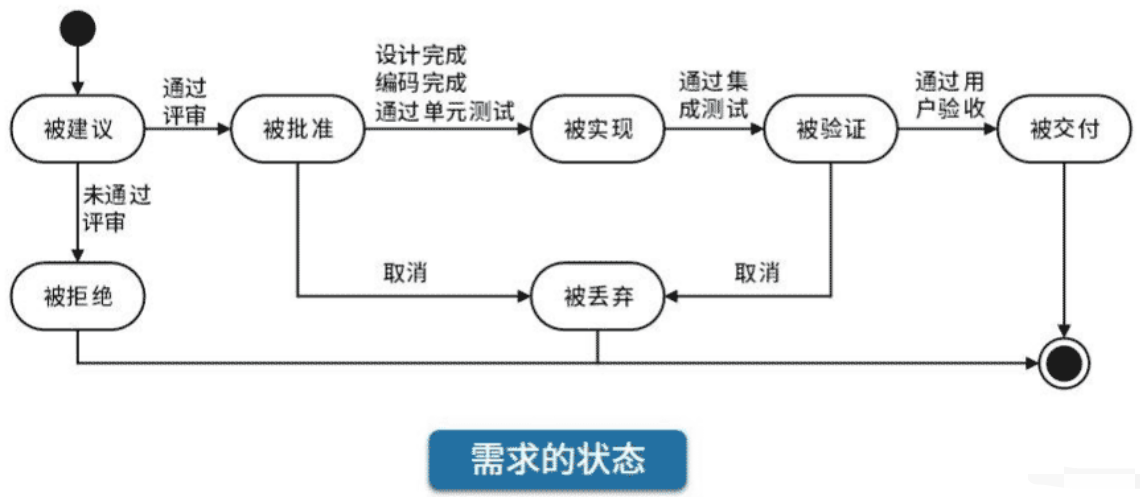 设计完成
编码完成
通过单元测试
通过
评审
通过集
成测试
通过用
户验收
被建议
被批准
被实现
被验证
被交付
未通过
评审
取消
取消
被拒绝
被丢弃
需求的状态